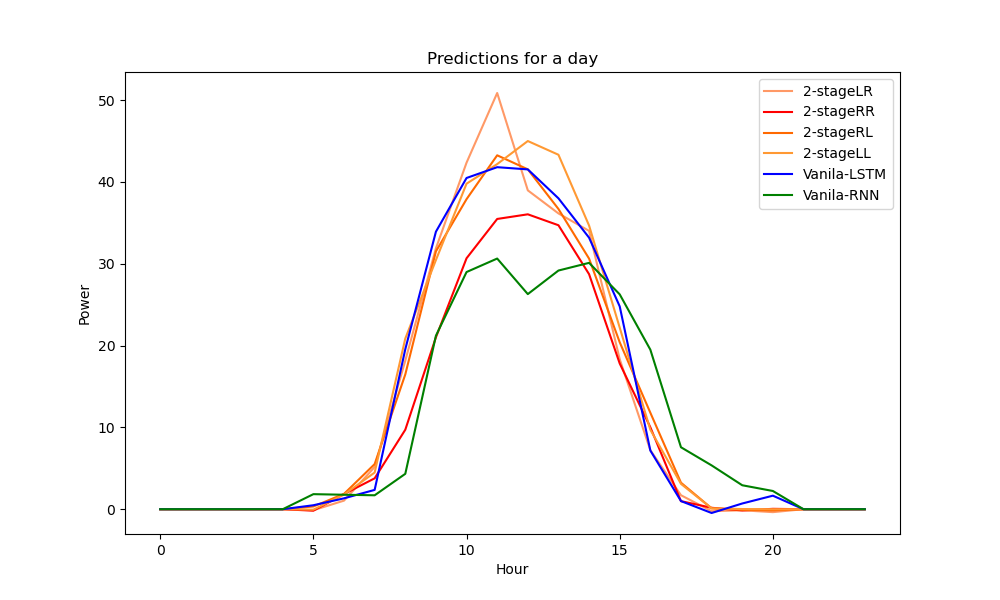 Predictions for a day
50
40
30
20
10
0
Power
0 5 10 15 20
Hour
2-stageLR
2-stageRR
2-stageRL
2-stageLL
Vanila-LSTM
Vanila-RNN